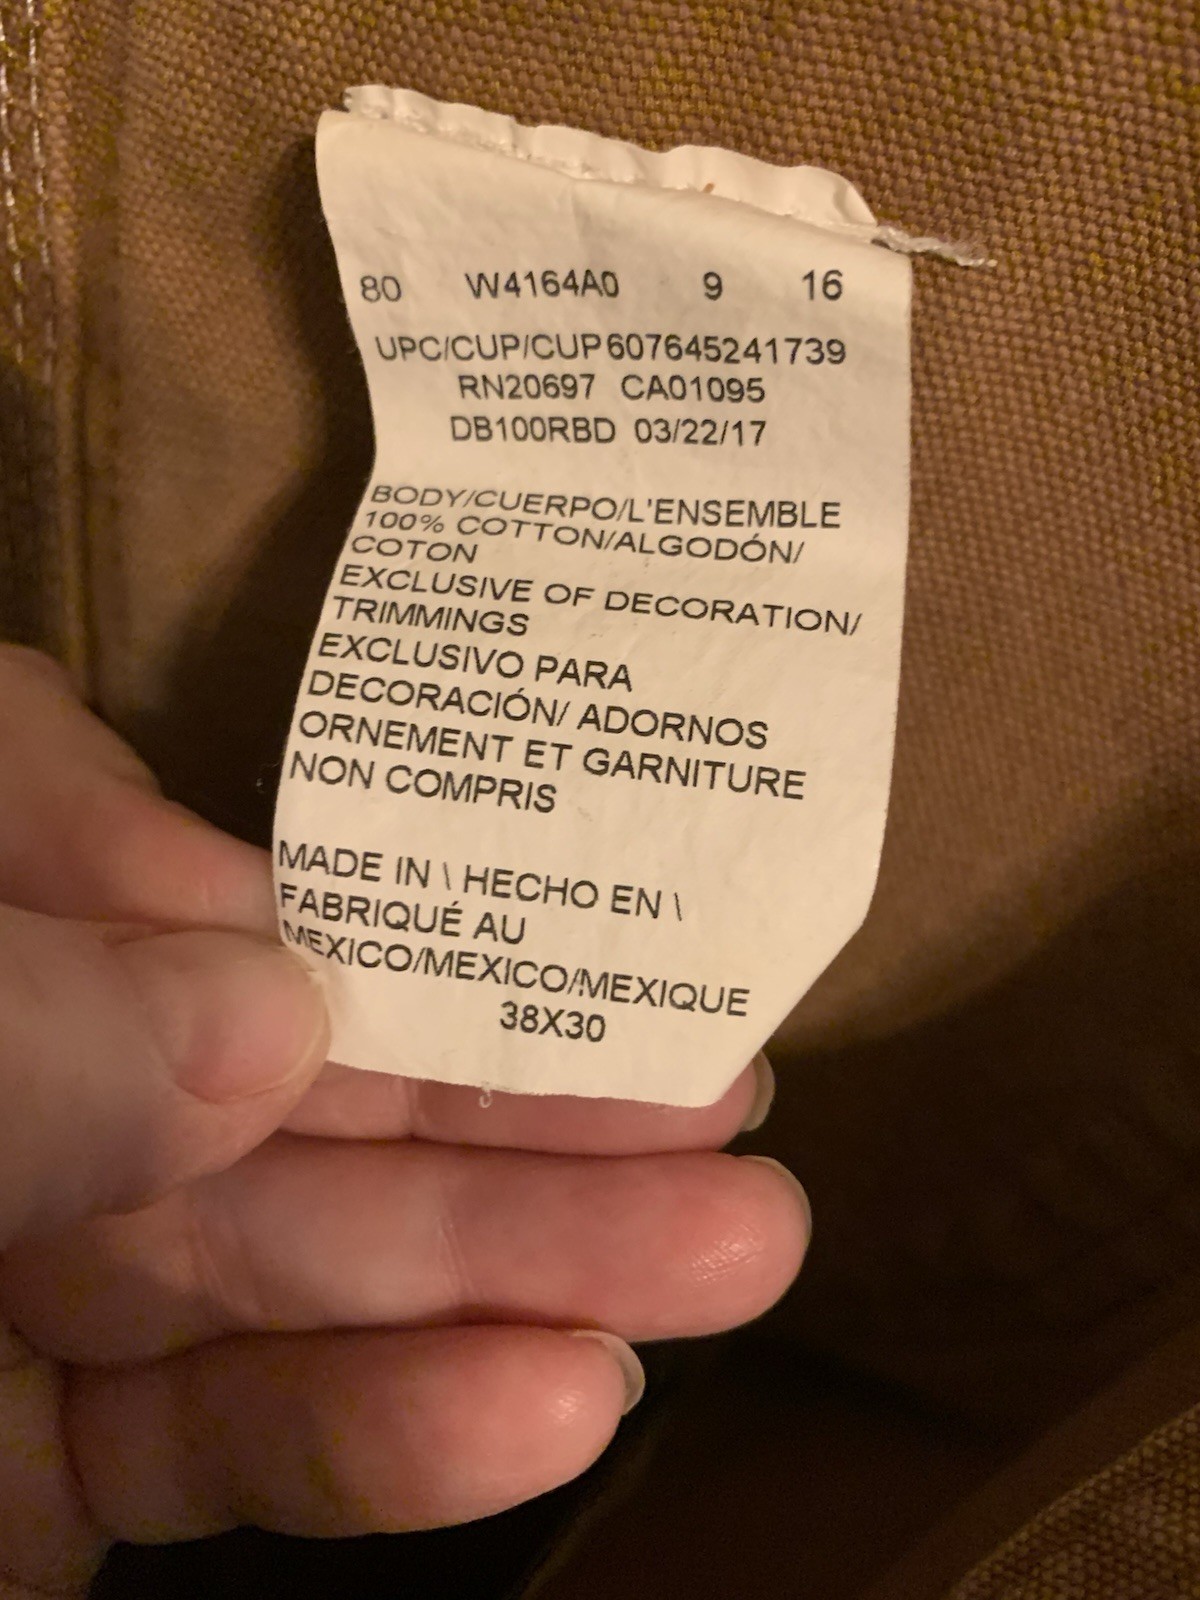 80 W4164A0 9 16
UPC/CUP/CUP607645241739
RN20697 CA01095
DB100RBD 03/22/17
BODY/CUERPO/L'ENSEMBLE
100% COTTON/ALGODÓN/
COTON
EXCLUSIVE OF DECORATION/
TRIMMINGS
EXCLUSIVO PARA
DECORACIÓN/ ADORNOS
ORNEMENT ET GARNITURE
NON COMPRIS
MADE IN \ HECHO EN \
FABRIQUÉ AU
MEXICO/MEXICO/MEXIQUE
38X30